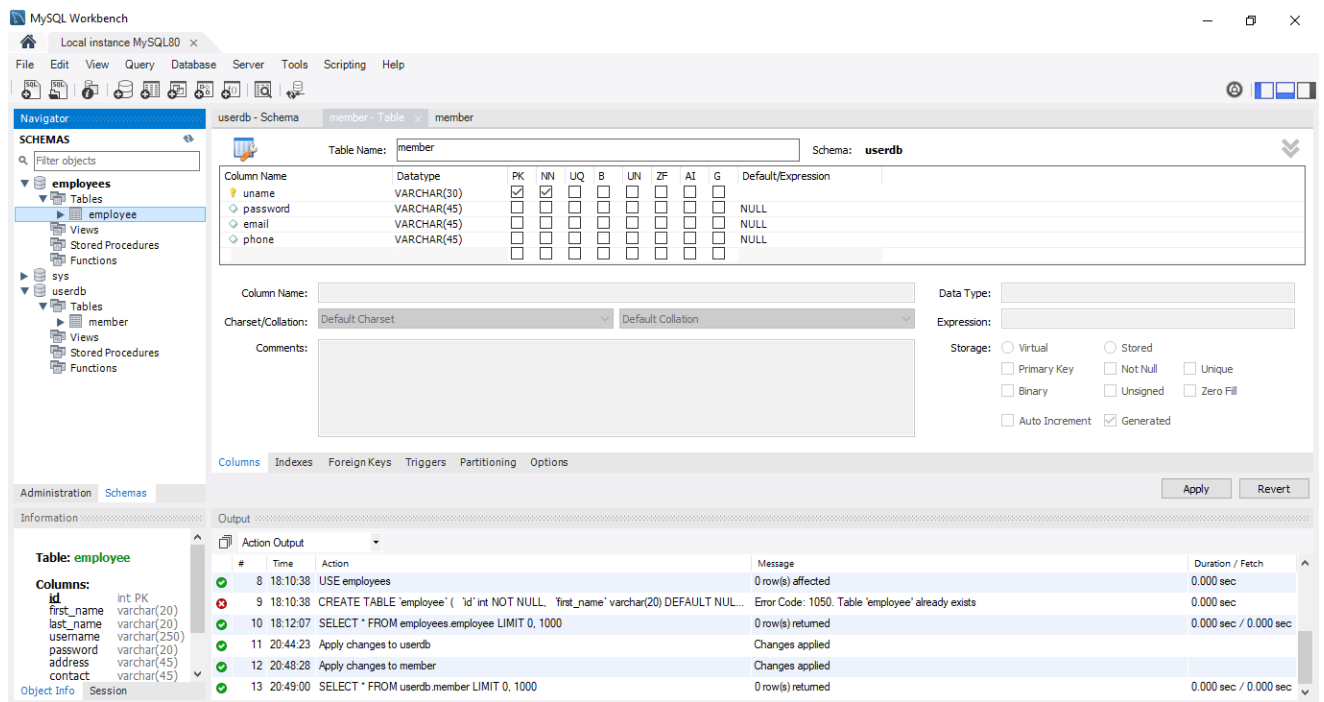 MySQL Workbench
Local instance MySQL80
File Edit View Query Database Server Tools Scripting Help
Navigator
SCHEMAS
Filter objects
employees
Tables
employee
Views
Stored Procedures
Functions
sys
userdb
Tables
member
Views
Stored Procedures
Functions
Administration Schemas
Information
Table: employee
Columns:
id int PK
first_name varchar(20)
last_name varchar(20)
username varchar(250)
password varchar(20)
address varchar(45)
contact varchar(45)
Object Info Session
userdb - Schema member - Table member
Table Name: member Schema: userdb
Column Name Datatype PK NN UQ B UN ZF AI G Default/Expression
uname VARCHAR(30)
password VARCHAR(45) NULL
email VARCHAR(45) NULL
phone VARCHAR(45) NULL
Column Name: Data Type:
Charset/Collation: Default Charset Default Collation Expression:
Comments: Storage: Virtual Stored
Primary Key Not Null Unique
Binary Unsigned Zero Fill
Auto Increment Generated
Columns Indexes Foreign Keys Triggers Partitioning Options
Apply Revert
Output
Action Output
# Time Action Message Duration / Fetch
8 18:10:38 USE employees 0 row(s) affected 0.000 sec
9 18:10:38 CREATE TABLE `employee` ( `id` int NOT NULL, `first_name` varchar(20) DEFAULT NUL... Error Code: 1050. Table 'employee' already exists 0.000 sec
10 18:12:07 SELECT * FROM employees.employee LIMIT 0, 1000 0 row(s) returned 0.000 sec / 0.000 sec
11 20:44:23 Apply changes to userdb Changes applied
12 20:48:28 Apply changes to member Changes applied
13 20:49:00 SELECT * FROM userdb.member LIMIT 0, 1000 0 row(s) returned 0.000 sec / 0.000 sec